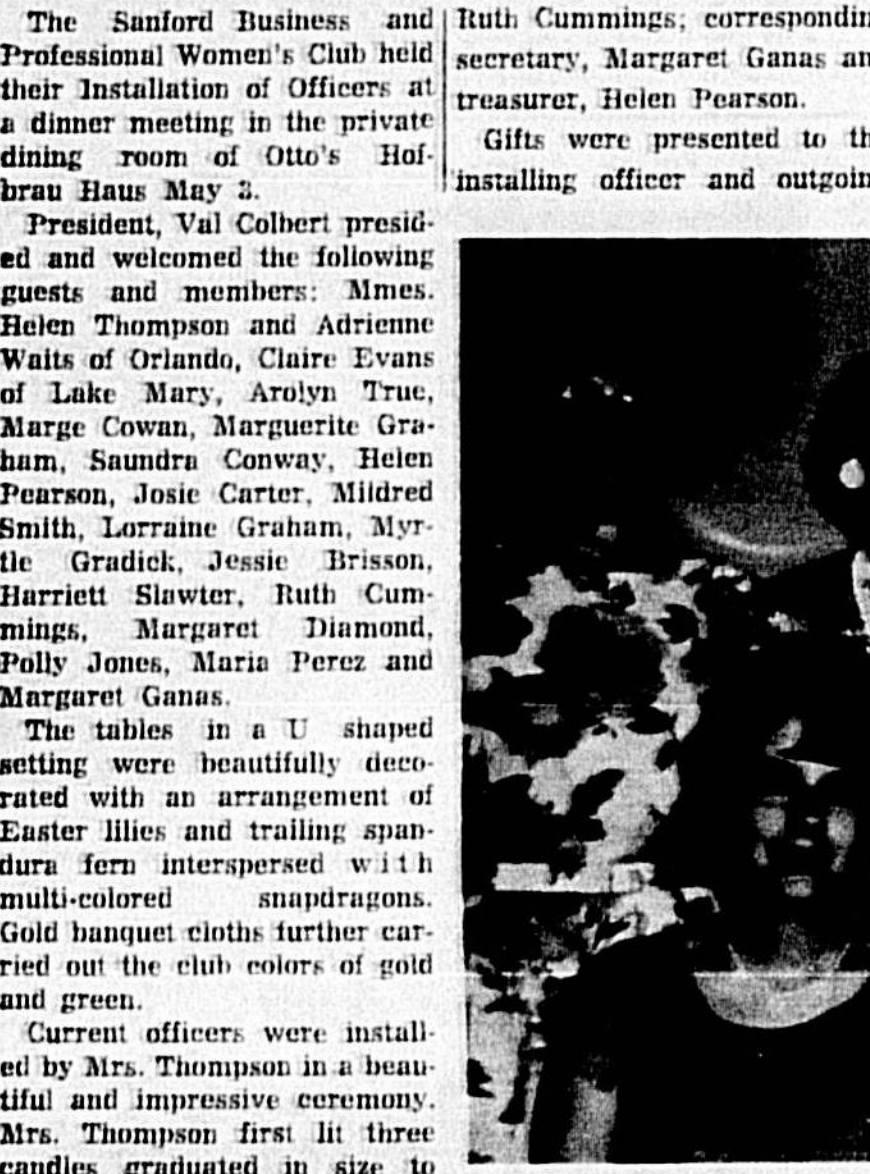 The Sanford Business and
Professional Women's Club held
their Installation of Officers at
a dinner meeting in the private
dining room of Otto's Hof-
brau Haus May 3.
President, Val Colbert presid-
ed and welcomed the following
guests and members: Mmes.
Helen Thompson and Adrienne
Waits of Orlando, Claire Evans
of Lake Mary, Arolyn True,
Marge Cowan, Marguerite Gra-
ham, Saundra Conway, Helen
Pearson, Josie Carter, Mildred
Smith, Lorraine Graham, Myr-
tle Gradick, Jessie Brisson,
Harriett Slawter, Ruth Cum-
mings, Margaret Diamond,
Polly Jones, Maria Perez and
Margaret Ganas.
The tables in a U shaped
setting were beautifully deco-
rated with an arrangement of
Easter lilies and trailing span-
dura fern interspersed with
multi-colored snapdragons.
Gold banquet cloths further car-
ried out the club colors of gold
and green.
Current officers were install-
ed by Mrs. Thompson in a beau-
tiful and impressive ceremony.
Mrs. Thompson first lit three
candles graduated in size to
Ruth Cummings; correspondin
secretary, Margaret Ganas an
treasurer, Helen Pearson.
Gifts were presented to th
installing officer and outgoin